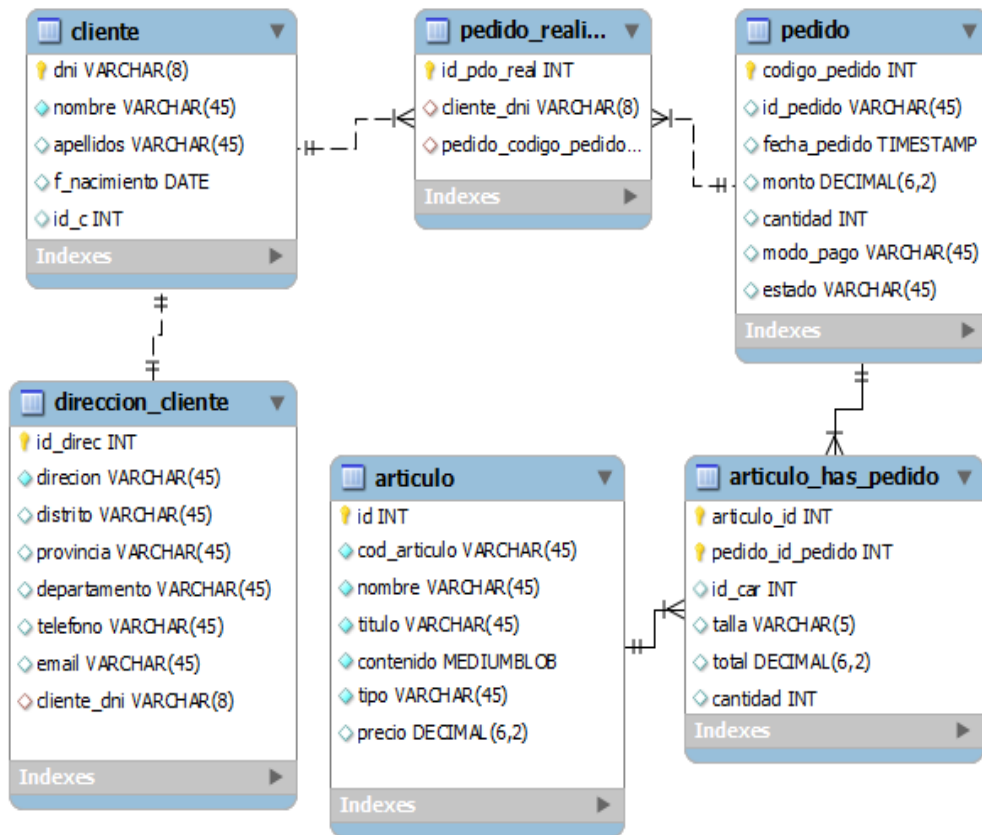 cliente
dni VARCHAR(8)
nombre VARCHAR(45)
apellidos VARCHAR(45)
f_nacimiento DATE
id_c INT
Indexes
pedido_reali...
id_pdo_real INT
cliente_dni VARCHAR(8)
pedido_codigo_pedido...
Indexes
pedido
codigo_pedido INT
id_pedido VARCHAR(45)
fecha_pedido TIMESTAMP
monto DECIMAL(6,2)
cantidad INT
modo_pago VARCHAR(45)
estado VARCHAR(45)
Indexes
direccion_cliente
id_direc INT
direcion VARCHAR(45)
distrito VARCHAR(45)
provincia VARCHAR(45)
departamento VARCHAR(45)
telefono VARCHAR(45)
email VARCHAR(45)
cliente_dni VARCHAR(8)
Indexes
articulo
id INT
cod_articulo VARCHAR(45)
nombre VARCHAR(45)
titulo VARCHAR(45)
contenido MEDIUMBLOB
tipo VARCHAR(45)
precio DECIMAL(6,2)
Indexes
articulo_has_pedido
articulo_id INT
pedido_id_pedido INT
id_car INT
talla VARCHAR(5)
total DECIMAL(6,2)
cantidad INT
Indexes